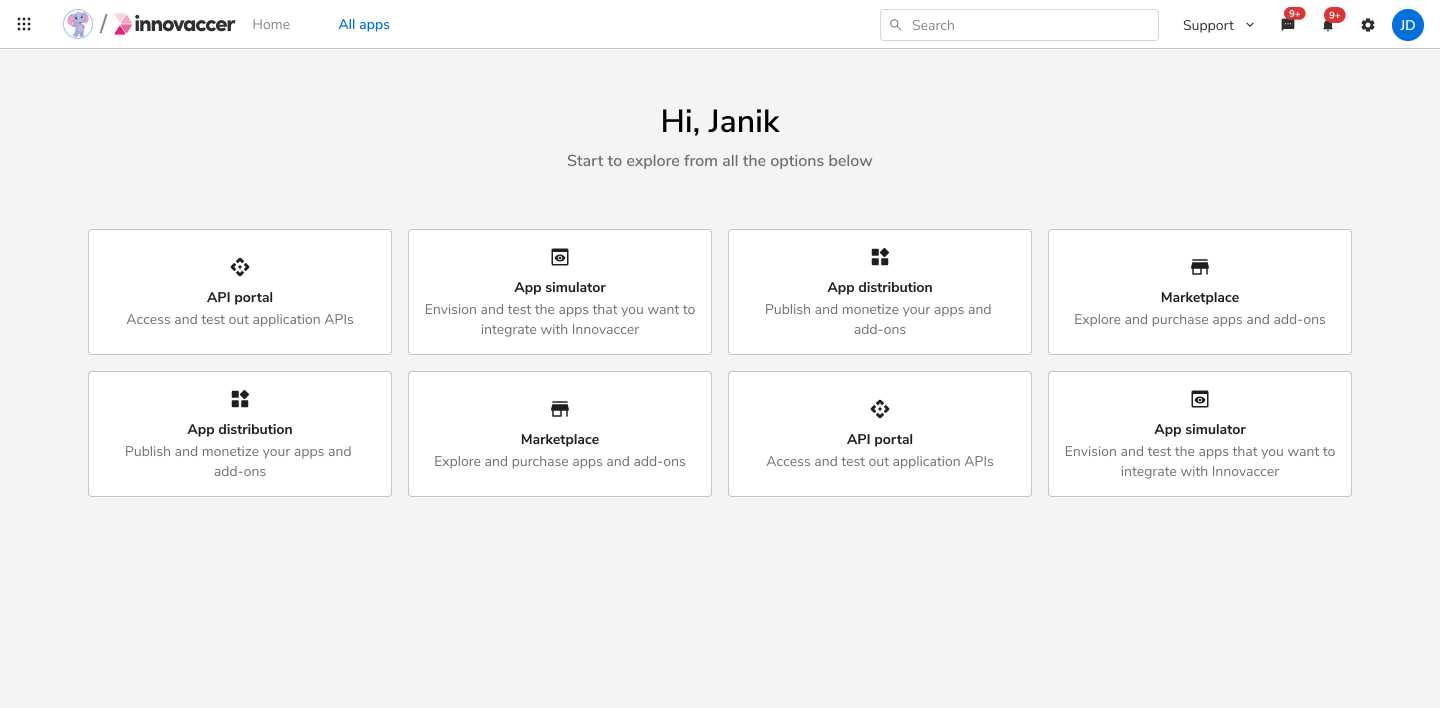 / innovaccer Home All apps Search Support 9+ 9+ JD
Hi, Janik
Start to explore from all the options below
API portal
Access and test out application APIs
App simulator
Envision and test the apps that you want to
integrate with Innovaccer
App distribution
Publish and monetize your apps and
add-ons
Marketplace
Explore and purchase apps and add-ons
App distribution
Publish and monetize your apps and
add-ons
Marketplace
Explore and purchase apps and add-ons
API portal
Access and test out application APIs
App simulator
Envision and test the apps that you want to
integrate with Innovaccer